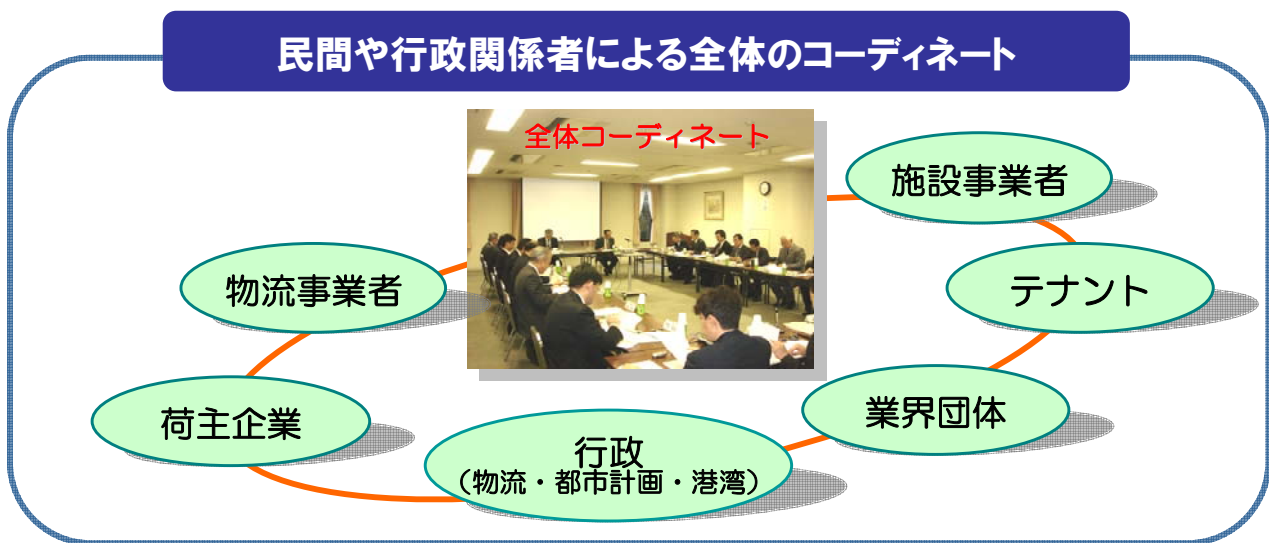 民間や行政関係者による全体のコーディネート
全体コーディネート
施設事業者
物流事業者
テナント
荷主企業
業界団体
行政
（物流・都市計画・港湾）